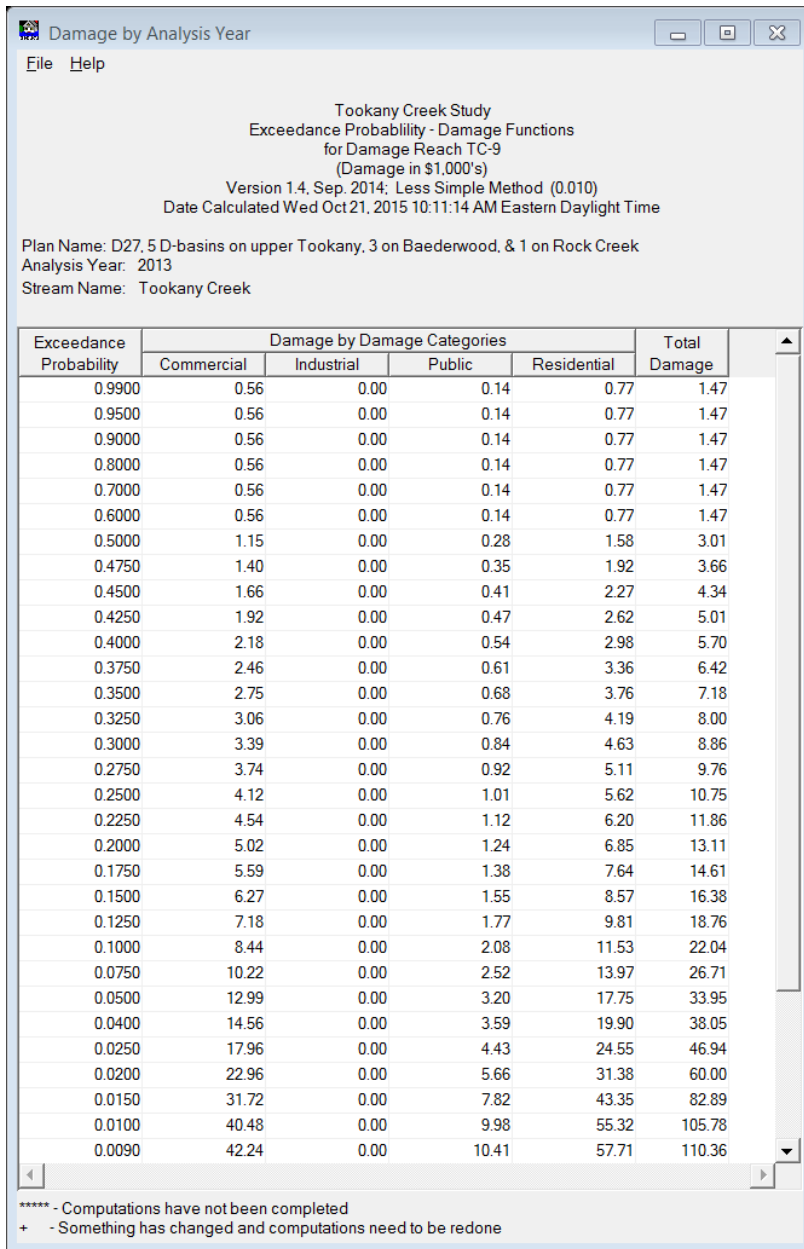 Damage by Analysis Year
File Help
Tookany Creek Study
Exceedance Probablility - Damage Functions
for Damage Reach TC-9
(Damage in $1,000's)
Version 1.4, Sep. 2014; Less Simple Method (0.010)
Date Calculated Wed Oct 21, 2015 10:11:14 AM Eastern Daylight Time
Plan Name: D27, 5 D-basins on upper Tookany, 3 on Baederwood, & 1 on Rock Creek
Analysis Year: 2013
Stream Name: Tookany Creek
Exceedance Damage by Damage Categories Total
Probability Commercial Industrial Public Residential Damage
0.9900 0.56 0.00 0.14 0.77 1.47
0.9500 0.56 0.00 0.14 0.77 1.47
0.9000 0.56 0.00 0.14 0.77 1.47
0.8000 0.56 0.00 0.14 0.77 1.47
0.7000 0.56 0.00 0.14 0.77 1.47
0.6000 0.56 0.00 0.14 0.77 1.47
0.5000 1.15 0.00 0.28 1.58 3.01
0.4750 1.40 0.00 0.35 1.92 3.66
0.4500 1.66 0.00 0.41 2.27 4.34
0.4250 1.92 0.00 0.47 2.62 5.01
0.4000 2.18 0.00 0.54 2.98 5.70
0.3750 2.46 0.00 0.61 3.36 6.42
0.3500 2.75 0.00 0.68 3.76 7.18
0.3250 3.06 0.00 0.76 4.19 8.00
0.3000 3.39 0.00 0.84 4.63 8.86
0.2750 3.74 0.00 0.92 5.11 9.76
0.2500 4.12 0.00 1.01 5.62 10.75
0.2250 4.54 0.00 1.12 6.20 11.86
0.2000 5.02 0.00 1.24 6.85 13.11
0.1750 5.59 0.00 1.38 7.64 14.61
0.1500 6.27 0.00 1.55 8.57 16.38
0.1250 7.18 0.00 1.77 9.81 18.76
0.1000 8.44 0.00 2.08 11.53 22.04
0.0750 10.22 0.00 2.52 13.97 26.71
0.0500 12.99 0.00 3.20 17.75 33.95
0.0400 14.56 0.00 3.59 19.90 38.05
0.0250 17.96 0.00 4.43 24.55 46.94
0.0200 22.96 0.00 5.66 31.38 60.00
0.0150 31.72 0.00 7.82 43.35 82.89
0.0100 40.48 0.00 9.98 55.32 105.78
0.0090 42.24 0.00 10.41 57.71 110.36
***** - Computations have not been completed
+ - Something has changed and computations need to be redone